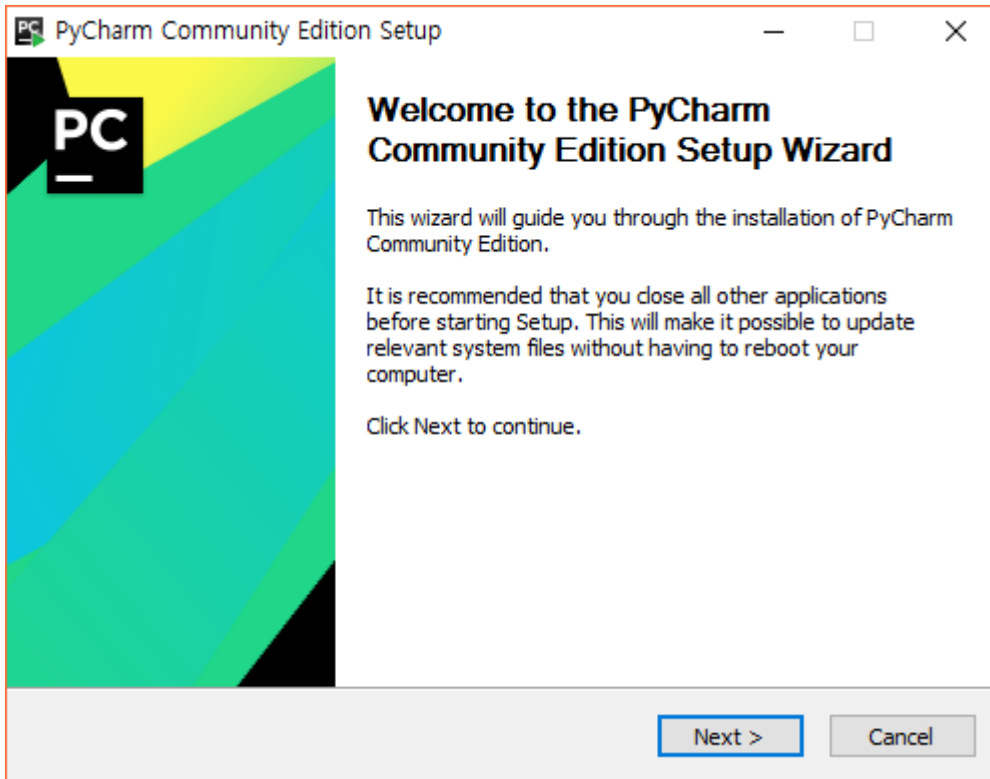 PyCharm Community Edition Setup
PC
Welcome to the PyCharm
Community Edition Setup Wizard
This wizard will guide you through the installation of PyCharm
Community Edition.
It is recommended that you close all other applications
before starting Setup. This will make it possible to update
relevant system files without having to reboot your
computer.
Click Next to continue.
Next >
Cancel